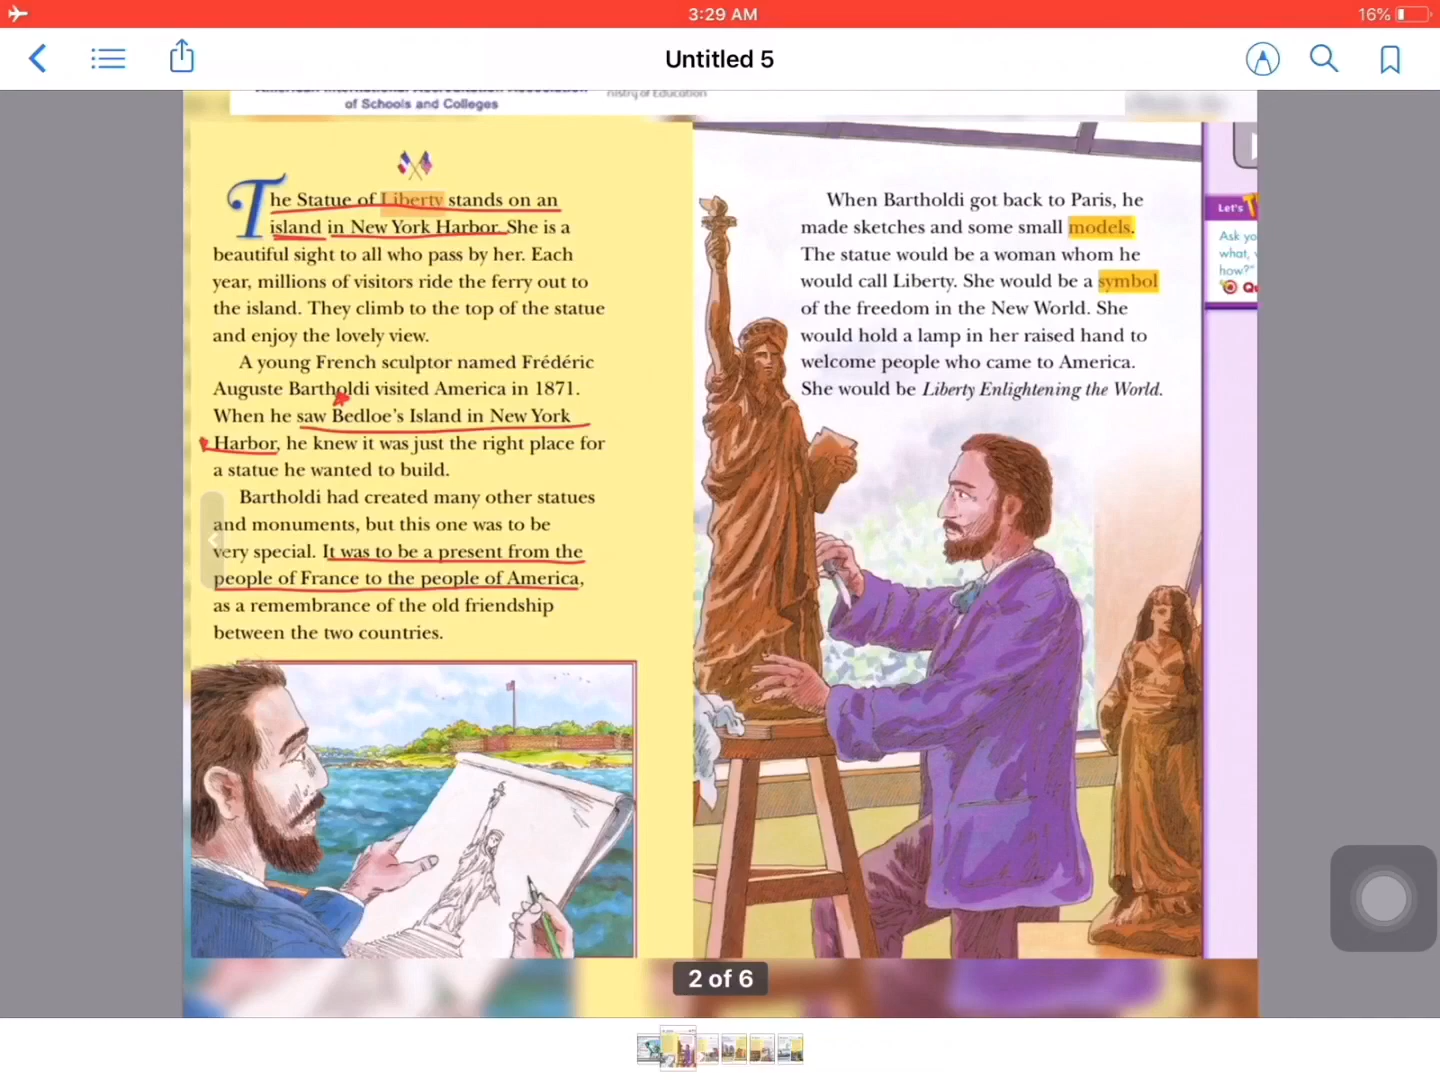 3:29 AM
16%
Untitled 5
of Schools and Colleges
nistry of Education
The Statue of Liberty stands on an
island in New York Harbor. She is a
beautiful sight to all who pass by her. Each
year, millions of visitors ride the ferry out to
the island. They climb to the top of the statue
and enjoy the lovely view.
A young French sculptor named Frédéric
Auguste Bartholdi visited America in 1871.
When he saw Bedloe's Island in New York
Harbor, he knew it was just the right place for
a statue he wanted to build.
Bartholdi had created many other statues
and monuments, but this one was to be
very special. It was to be a present from the
people of France to the people of America,
as a remembrance of the old friendship
between the two countries.
When Bartholdi got back to Paris, he
made sketches and some small models.
The statue would be a woman whom he
would call Liberty. She would be a symbol
of the freedom in the New World. She
would hold a lamp in her raised hand to
welcome people who came to America.
She would be Liberty Enlightening the World.
Let's
Ask yo
what,
how?"
Qu
2 of 6